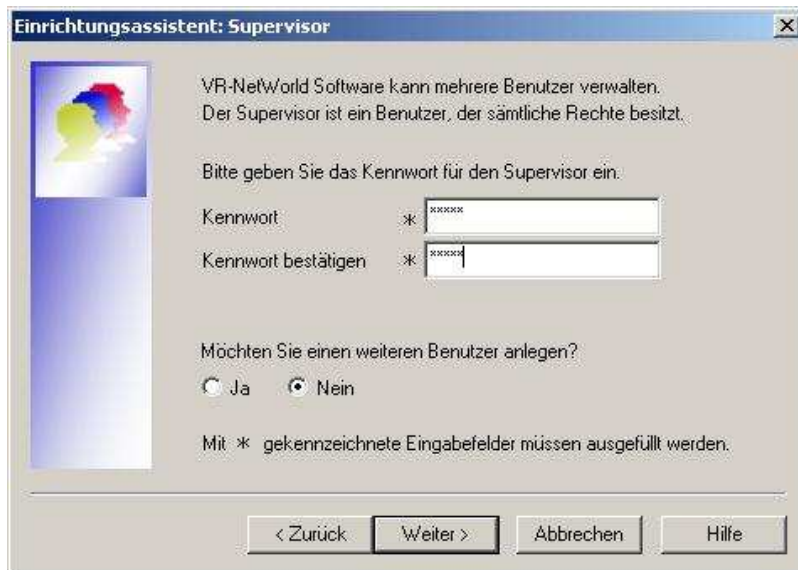 Einrichtungsassistent: Supervisor
VR-NetWorld Software kann mehrere Benutzer verwalten.
Der Supervisor ist ein Benutzer, der sämtliche Rechte besitzt.
Bitte geben Sie das Kennwort für den Supervisor ein.
Kennwort * *****
Kennwort bestätigen * *****
Möchten Sie einen weiteren Benutzer anlegen?
Ja Nein
Mit * gekennzeichnete Eingabefelder müssen ausgefüllt werden.
< Zurück Weiter > Abbrechen Hilfe